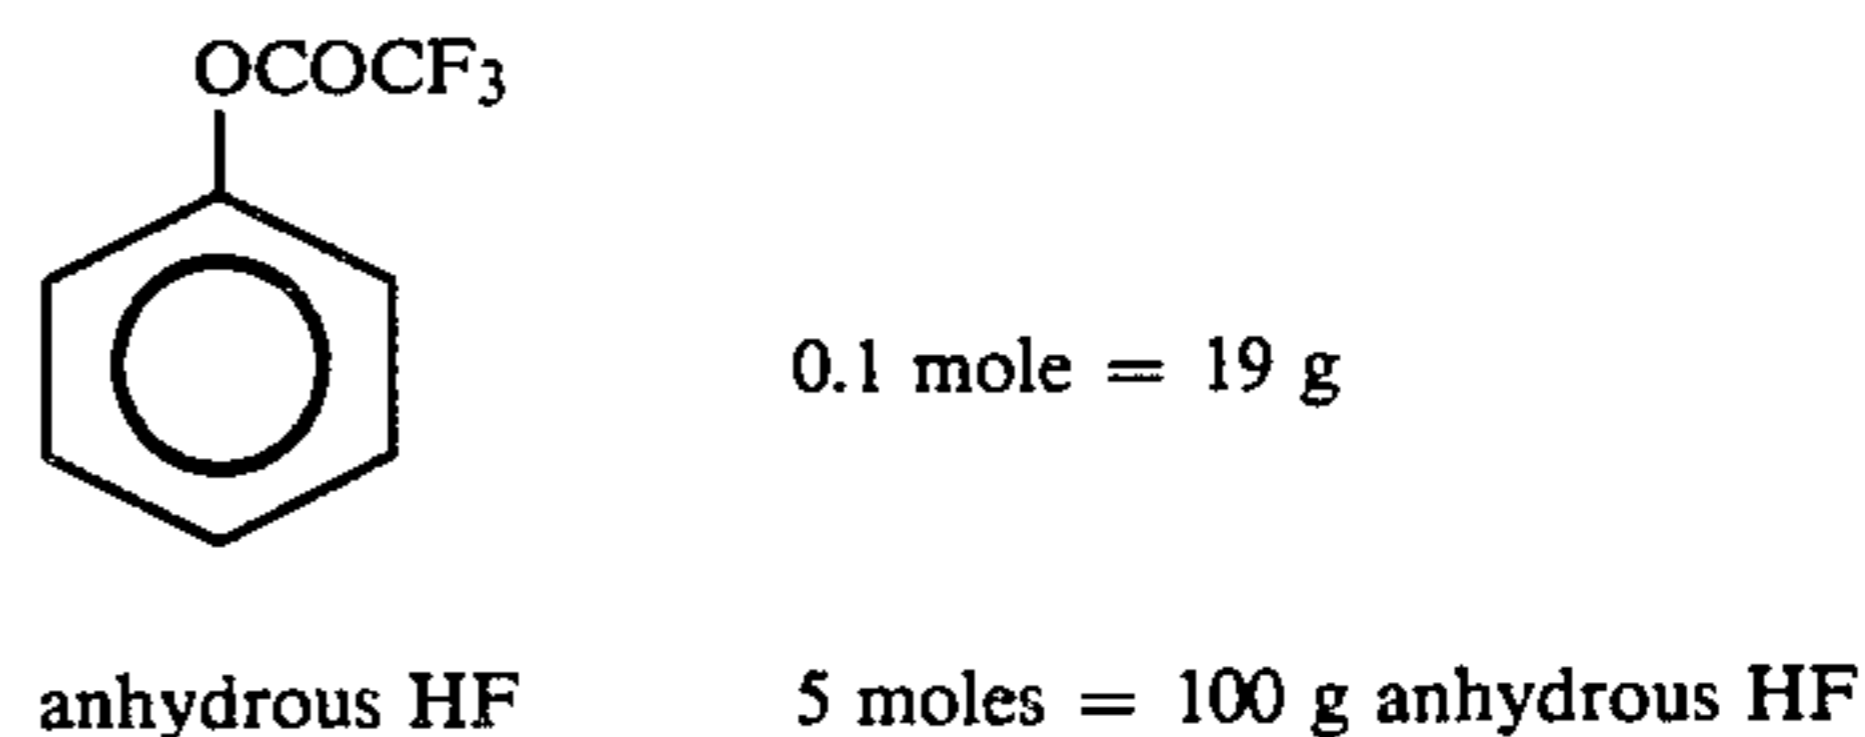 OCOCF3
0.1 mole = 19 g
anhydrous HF 5 moles = 100 g anhydrous HF